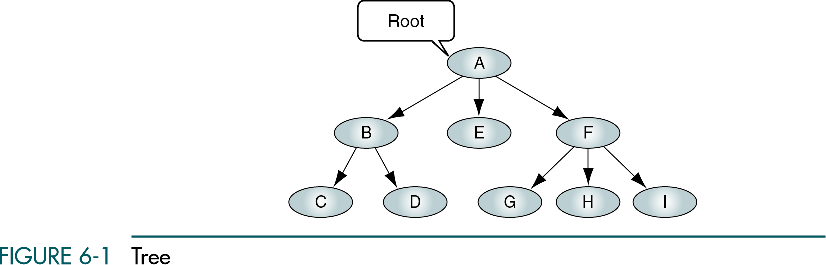 Root
A
B E F
C D G H I
FIGURE 6-1 Tree